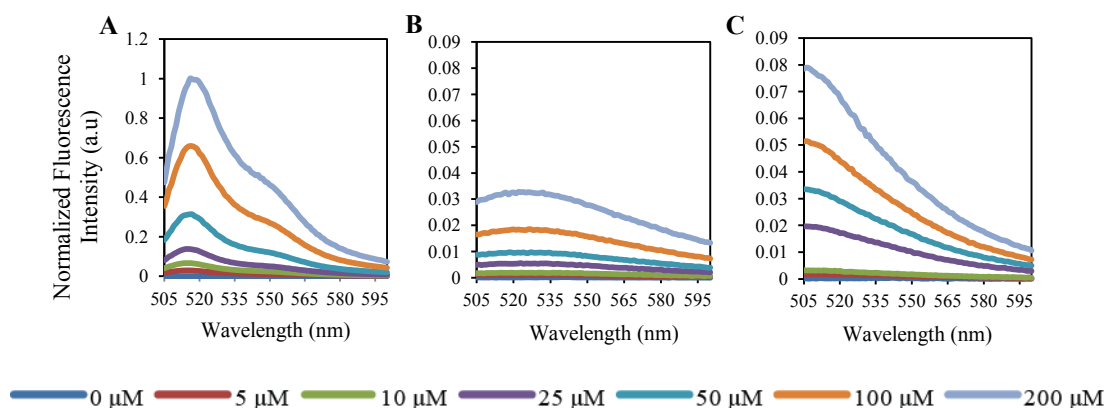 A
Normalized Fluorescence
Intensity (a.u)
1.2
1
0.8
0.6
0.4
0.2
0
505 520 535 550 565 580 595
Wavelength (nm)
B
0.09
0.08
0.07
0.06
0.05
0.04
0.03
0.02
0.01
0
505 520 535 550 565 580 595
Wavelength (nm)
C
0.09
0.08
0.07
0.06
0.05
0.04
0.03
0.02
0.01
0
505 520 535 550 565 580 595
Wavelength (nm)
0 μM 5 μM 10 μM 25 μM 50 μM 100 μM 200 μM